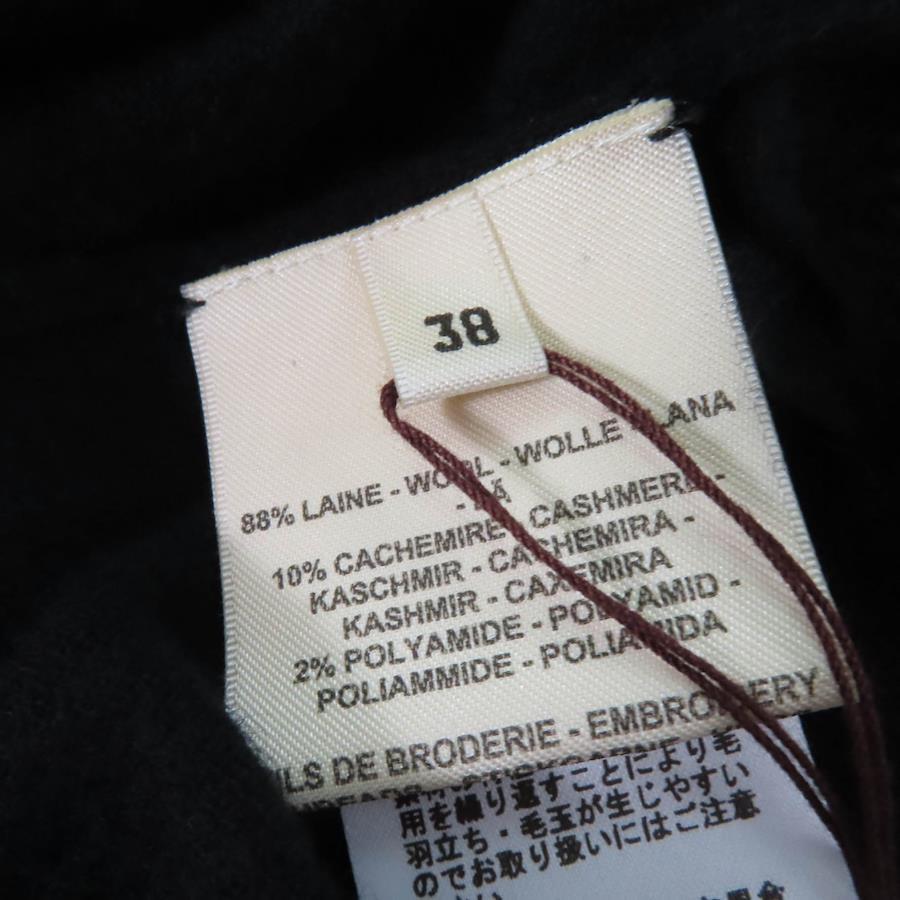 38
88% LAINE - WOOL - WOLLE - LANA
- LÃ
10% CACHEMIRE - CASHMERE -
KASCHMIR - CACHEMIRA -
KASHMIR - CAXEMIRA
2% POLYAMIDE - POLYAMID -
POLIAMMIDE - POLIAMIDA
ILS DE BRODERIE - EMBROIDERY
用を繰り返すことにより毛
羽立ち・毛玉が生じやすい
のでお取り扱いにはご注意